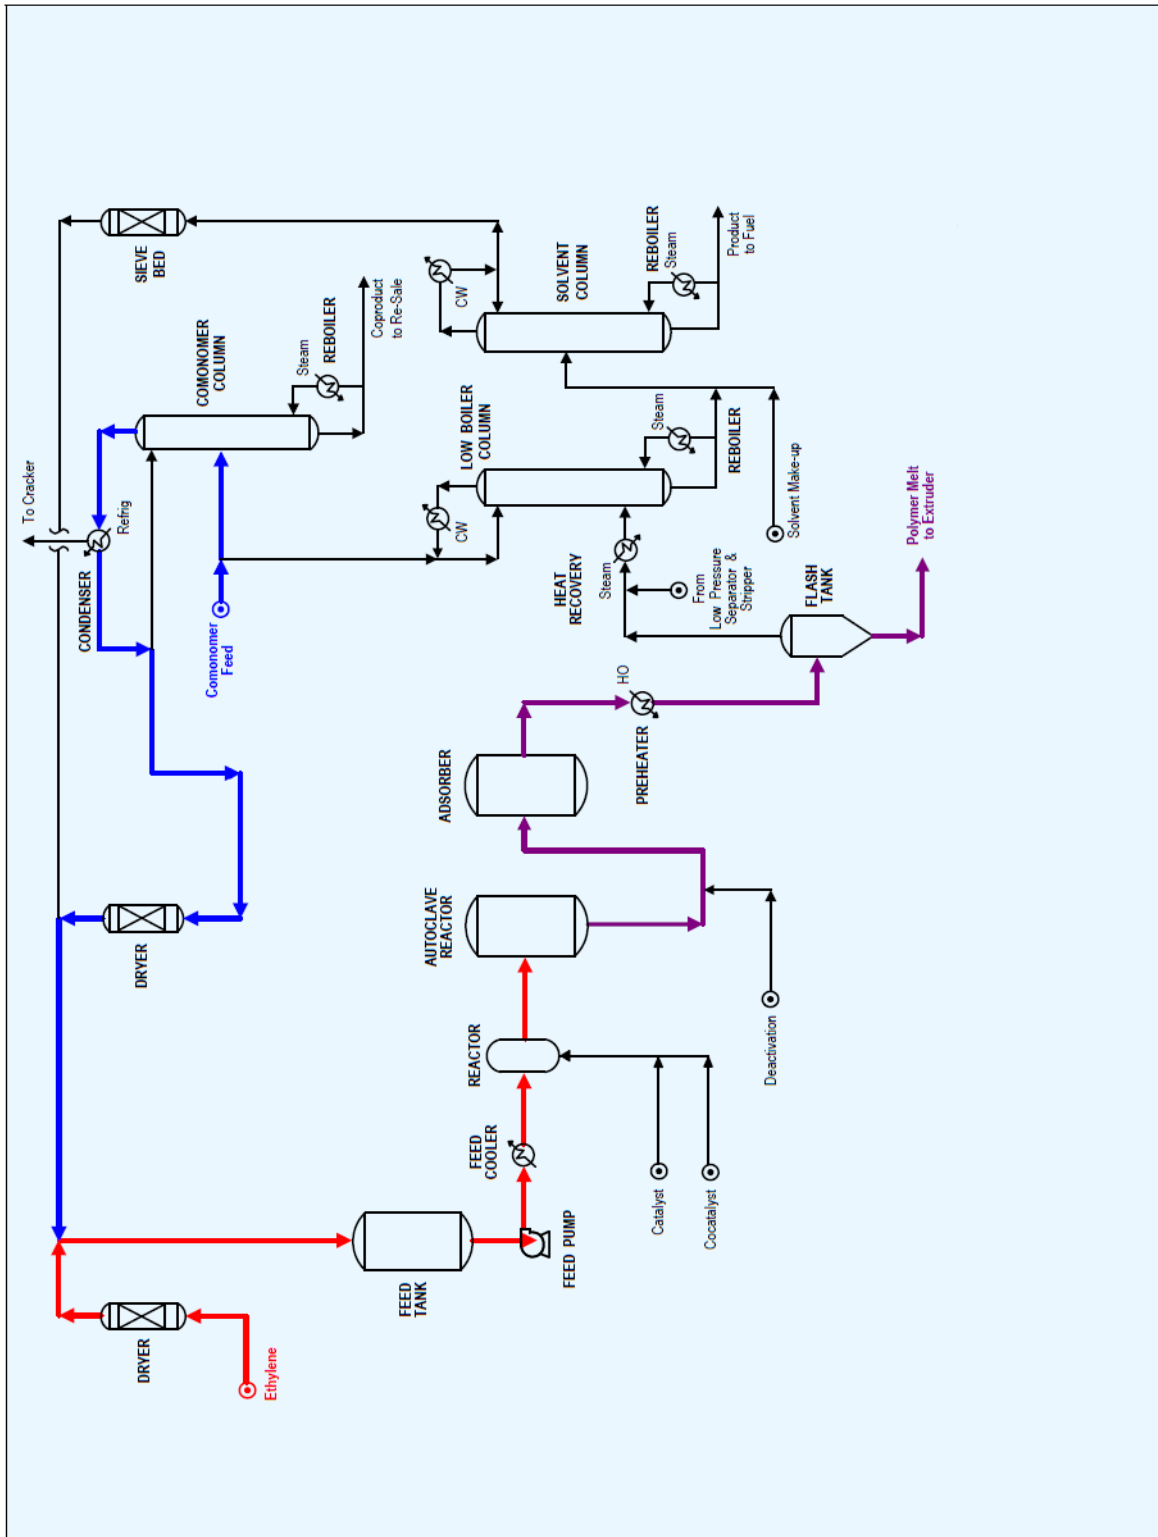 To Cracker
Refrig
CONDENSER
SIEVE
BED
COMONOMER
COLUMN
Steam
REBOILER
Coproduct
to Re-Sale
Comonomer
Feed
DRYER
DRYER
Ethylene
FEED
TANK
FEED PUMP
FEED
COOLER
REACTOR
Catalyst
Cocatalyst
AUTOCLAVE
REACTOR
Deactivation
ADSORBER
HO
PREHEATER
FLASH
TANK
Polymer Melt
to Extruder
HEAT
RECOVERY
Steam
From
Low Pressure
Separator &
Stripper
LOW BOILER
COLUMN
CW
Steam
REBOILER
Solvent Make-up
SOLVENT
COLUMN
CW
REBOILER
Steam
Product
to Fuel